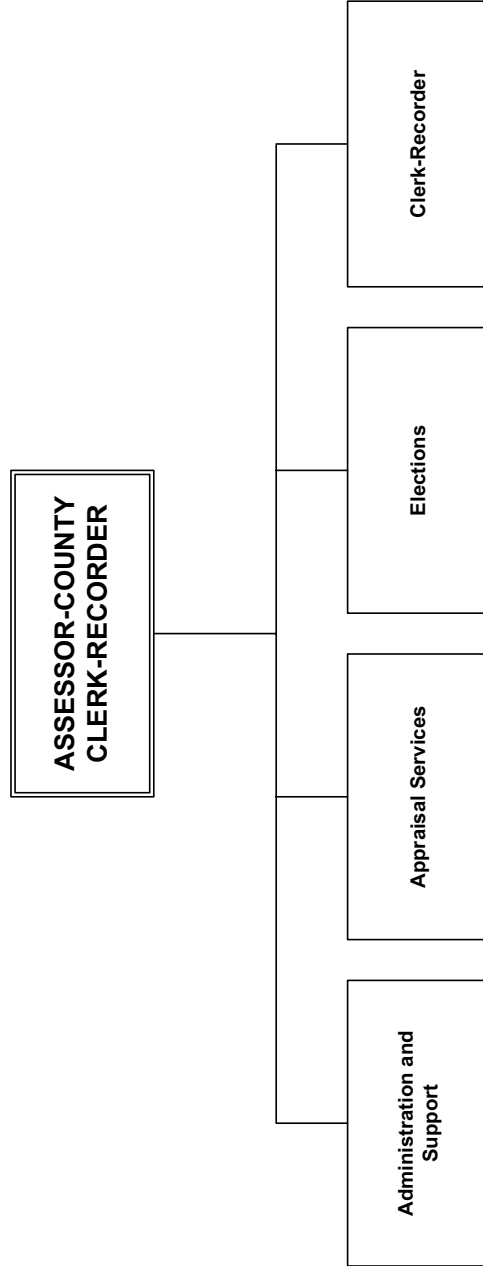 ASSESSOR-COUNTY
CLERK-RECORDER
Administration and
Support
Appraisal Services
Elections
Clerk-Recorder